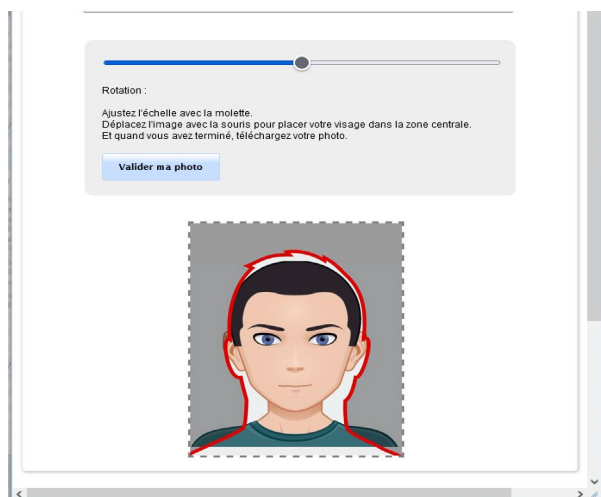 Rotation :
Ajustez l'échelle avec la molette.
Déplacez l'image avec la souris pour placer votre visage dans la zone centrale.
Et quand vous avez terminé, téléchargez votre photo.
Valider ma photo